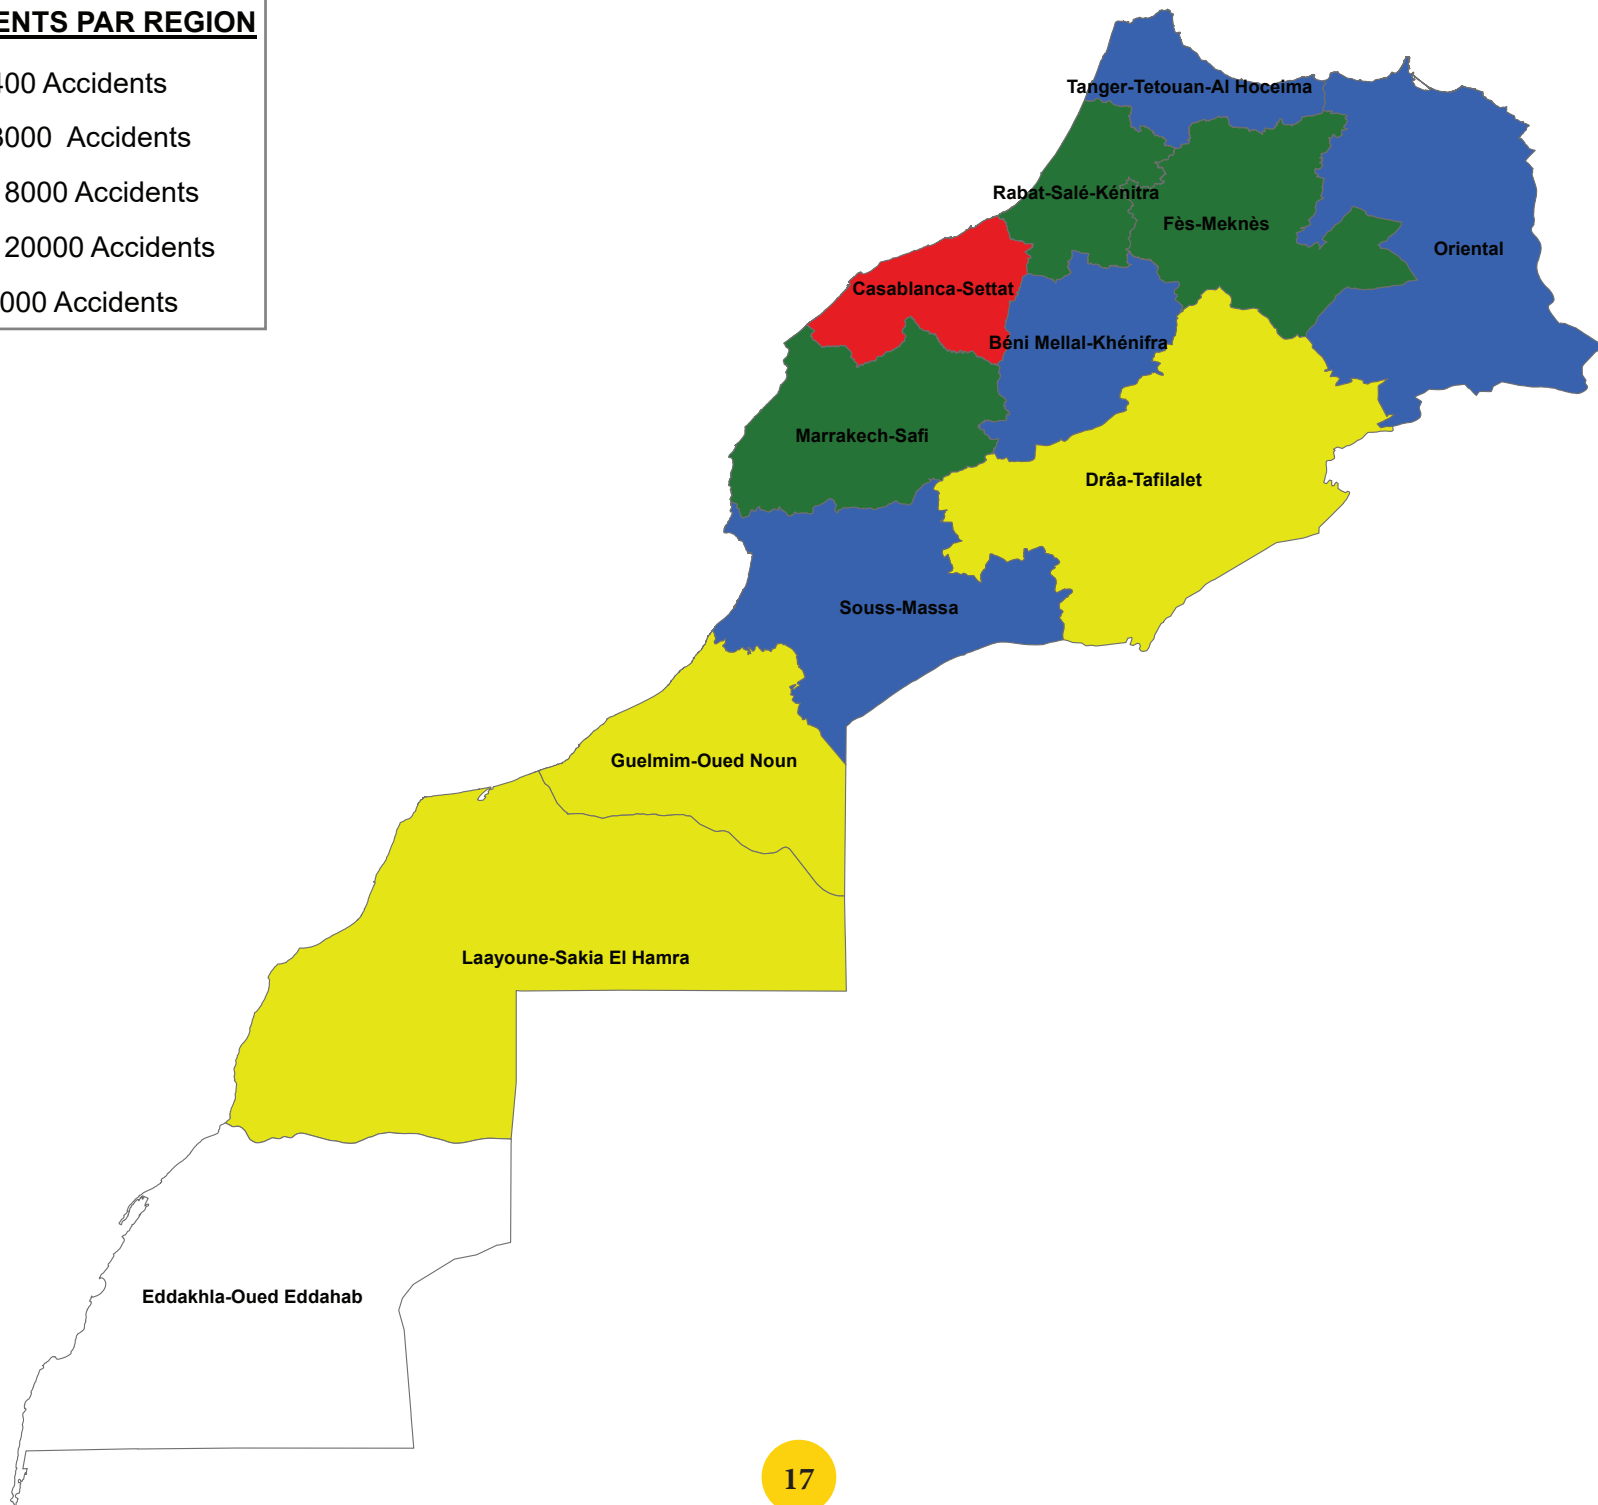 ENTS PAR REGION
400 Accidents
3000 Accidents
8000 Accidents
20000 Accidents
000 Accidents
Tanger-Tetouan-Al Hoceima
Rabat-Salé-Kénitra
Fès-Meknès
Oriental
Casablanca-Settat
Béni Mellal-Khénifra
Marrakech-Safi
Drâa-Tafilalet
Souss-Massa
Guelmim-Oued Noun
Laayoune-Sakia El Hamra
Eddakhla-Oued Eddahab
17